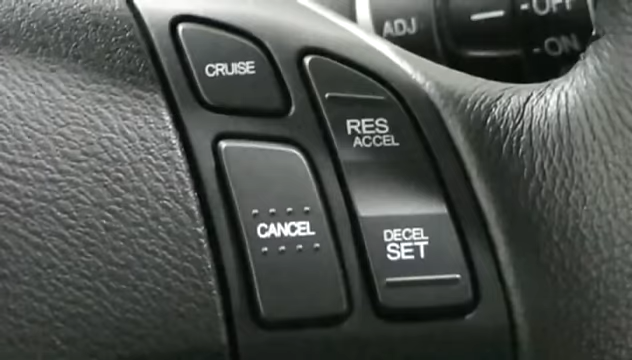 ADJ
-OFF
-ON
CRUISE
RES
ACCEL
CANCEL
DECEL
SET